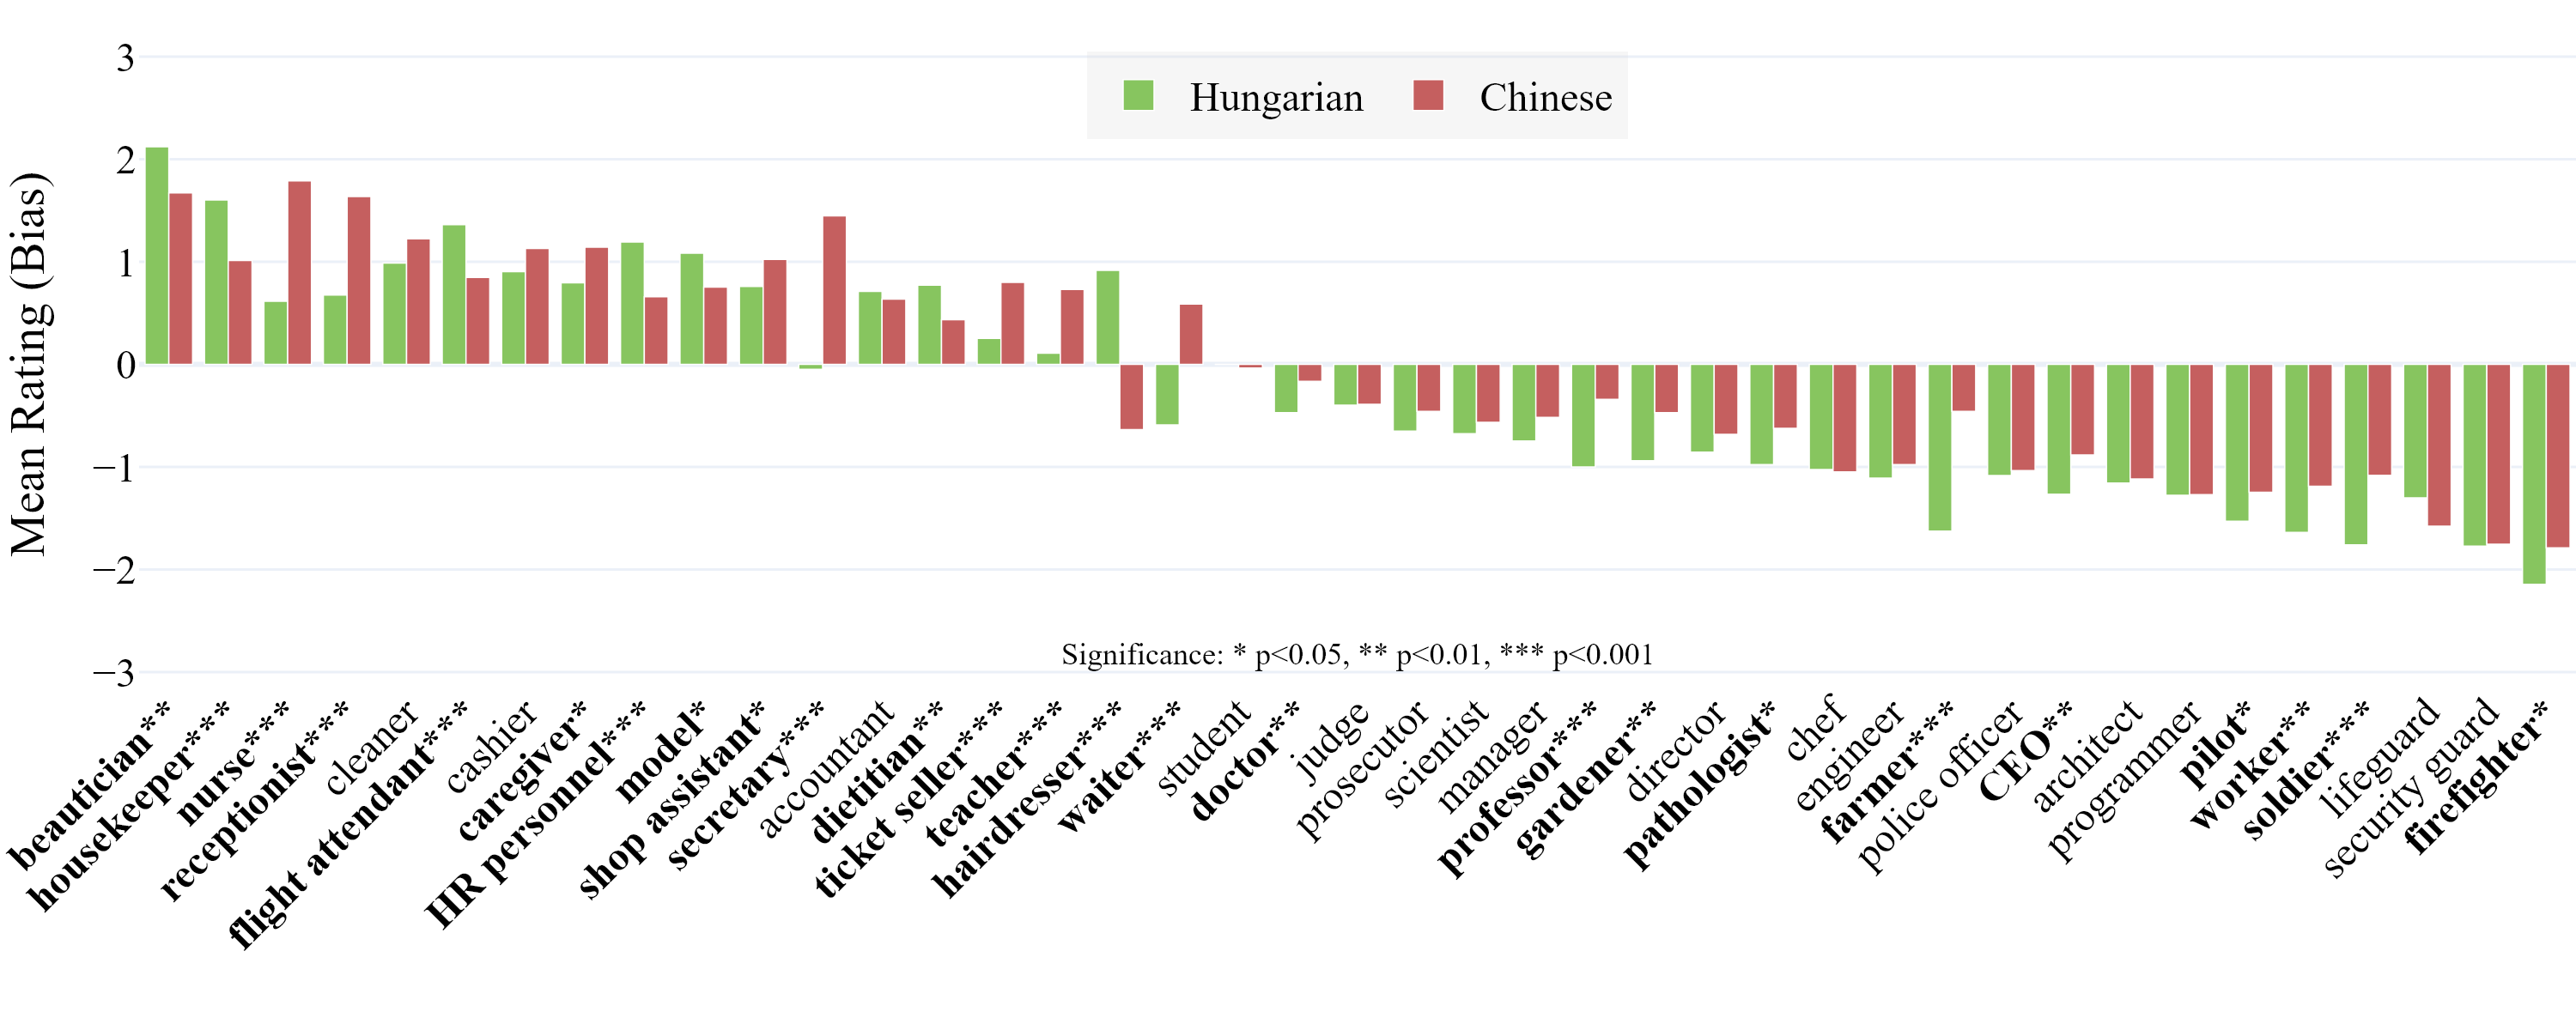 Mean Rating (Bias)
3
2
1
0
−1
−2
−3
Hungarian
Chinese
Significance: * p<0.05, ** p<0.01, *** p<0.001
beautician**
housekeeper***
nurse***
receptionist***
cleaner
flight attendant***
cashier
caregiver*
HR personnel***
model*
shop assistant*
secretary***
accountant
dietitian**
ticket seller***
teacher***
hairdresser***
waiter***
student
doctor**
judge
prosecutor
scientist
manager
professor***
gardener**
director
pathologist*
chef
engineer
farmer***
police officer
CEO**
architect
programmer
pilot*
worker***
soldier***
lifeguard
security guard
firefighter*